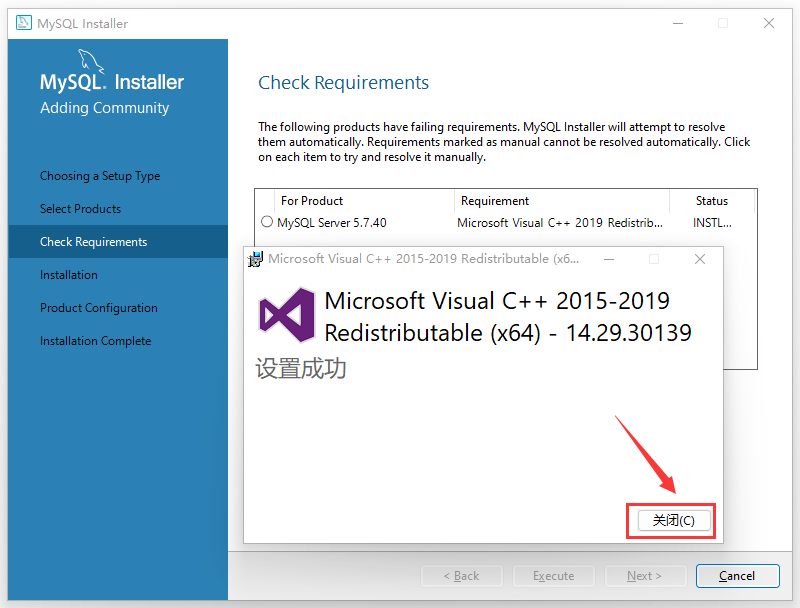 MySQL Installer
MySQL. Installer
Adding Community
Choosing a Setup Type
Select Products
Check Requirements
Installation
Product Configuration
Installation Complete
Check Requirements
The following products have failing requirements. MySQL Installer will attempt to resolve
them automatically. Requirements marked as manual cannot be resolved automatically. Click
on each item to try and resolve it manually.
For Product Requirement Status
MySQL Server 5.7.40 Microsoft Visual C++ 2019 Redistrib... INSTL...
Microsoft Visual C++ 2015-2019 Redistributable (x6...
Microsoft Visual C++ 2015-2019
Redistributable (x64) - 14.29.30139
设置成功
关闭(C)
< Back Execute Next > Cancel